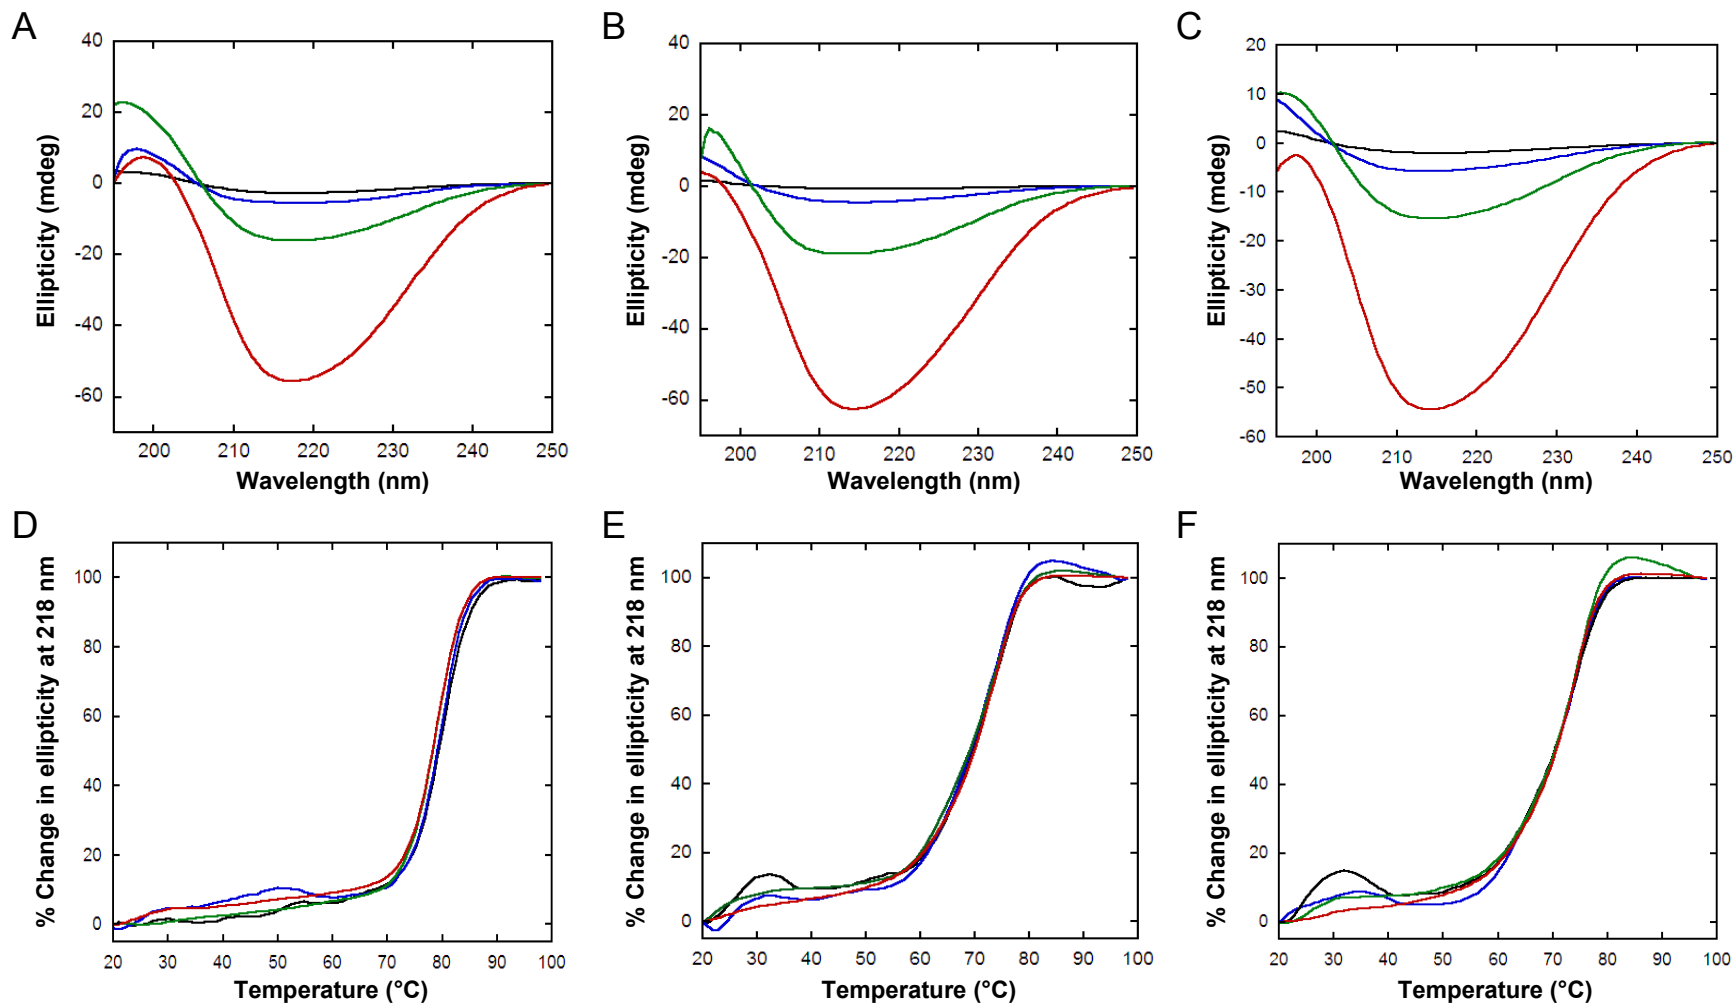 A
B
C
40
20
0
-20
-40
-60
Ellipticity (mdeg)
200 210 220 230 240 250
Wavelength (nm)
40
20
0
-20
-40
-60
Ellipticity (mdeg)
200 210 220 230 240 250
Wavelength (nm)
20
10
0
-10
-20
-30
-40
-50
-60
Ellipticity (mdeg)
200 210 220 230 240 250
Wavelength (nm)
D
E
F
100
80
60
40
20
0
% Change in ellipticity at 218 nm
20 30 40 50 60 70 80 90 100
Temperature (°C)
100
80
60
40
20
0
% Change in ellipticity at 218 nm
20 30 40 50 60 70 80 90 100
Temperature (°C)
100
80
60
40
20
0
% Change in ellipticity at 218 nm
20 30 40 50 60 70 80 90 100
Temperature (°C)